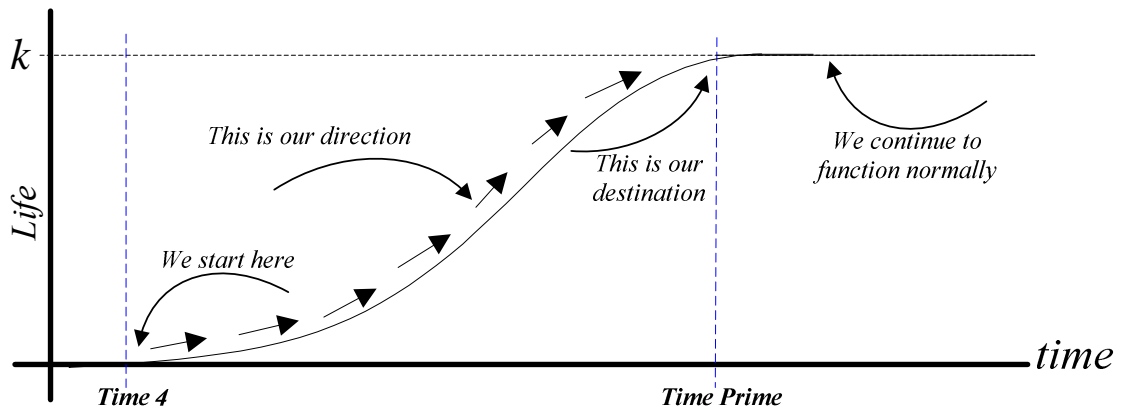 k
This is our direction
This is our
destination
We continue to
function normally
Life
We start here
time
Time 4
Time Prime